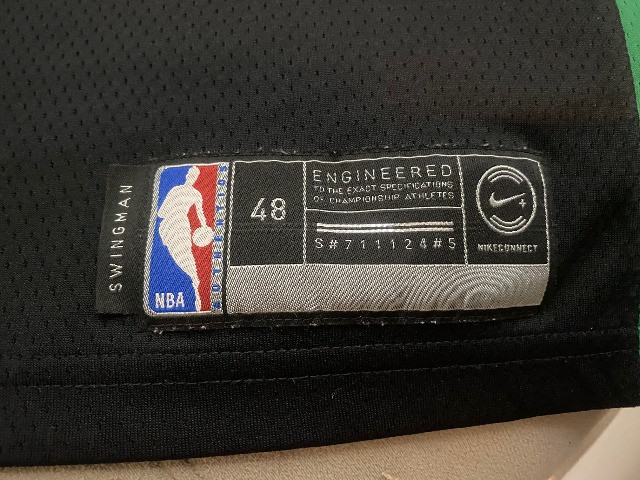 SWINGMAN
NBA
AUTHENTICS
48
ENGINEERED
TO THE EXACT SPECIFICATIONS
OF CHAMPIONSHIP ATHLETES
S#711124#5
NIKECONNECT